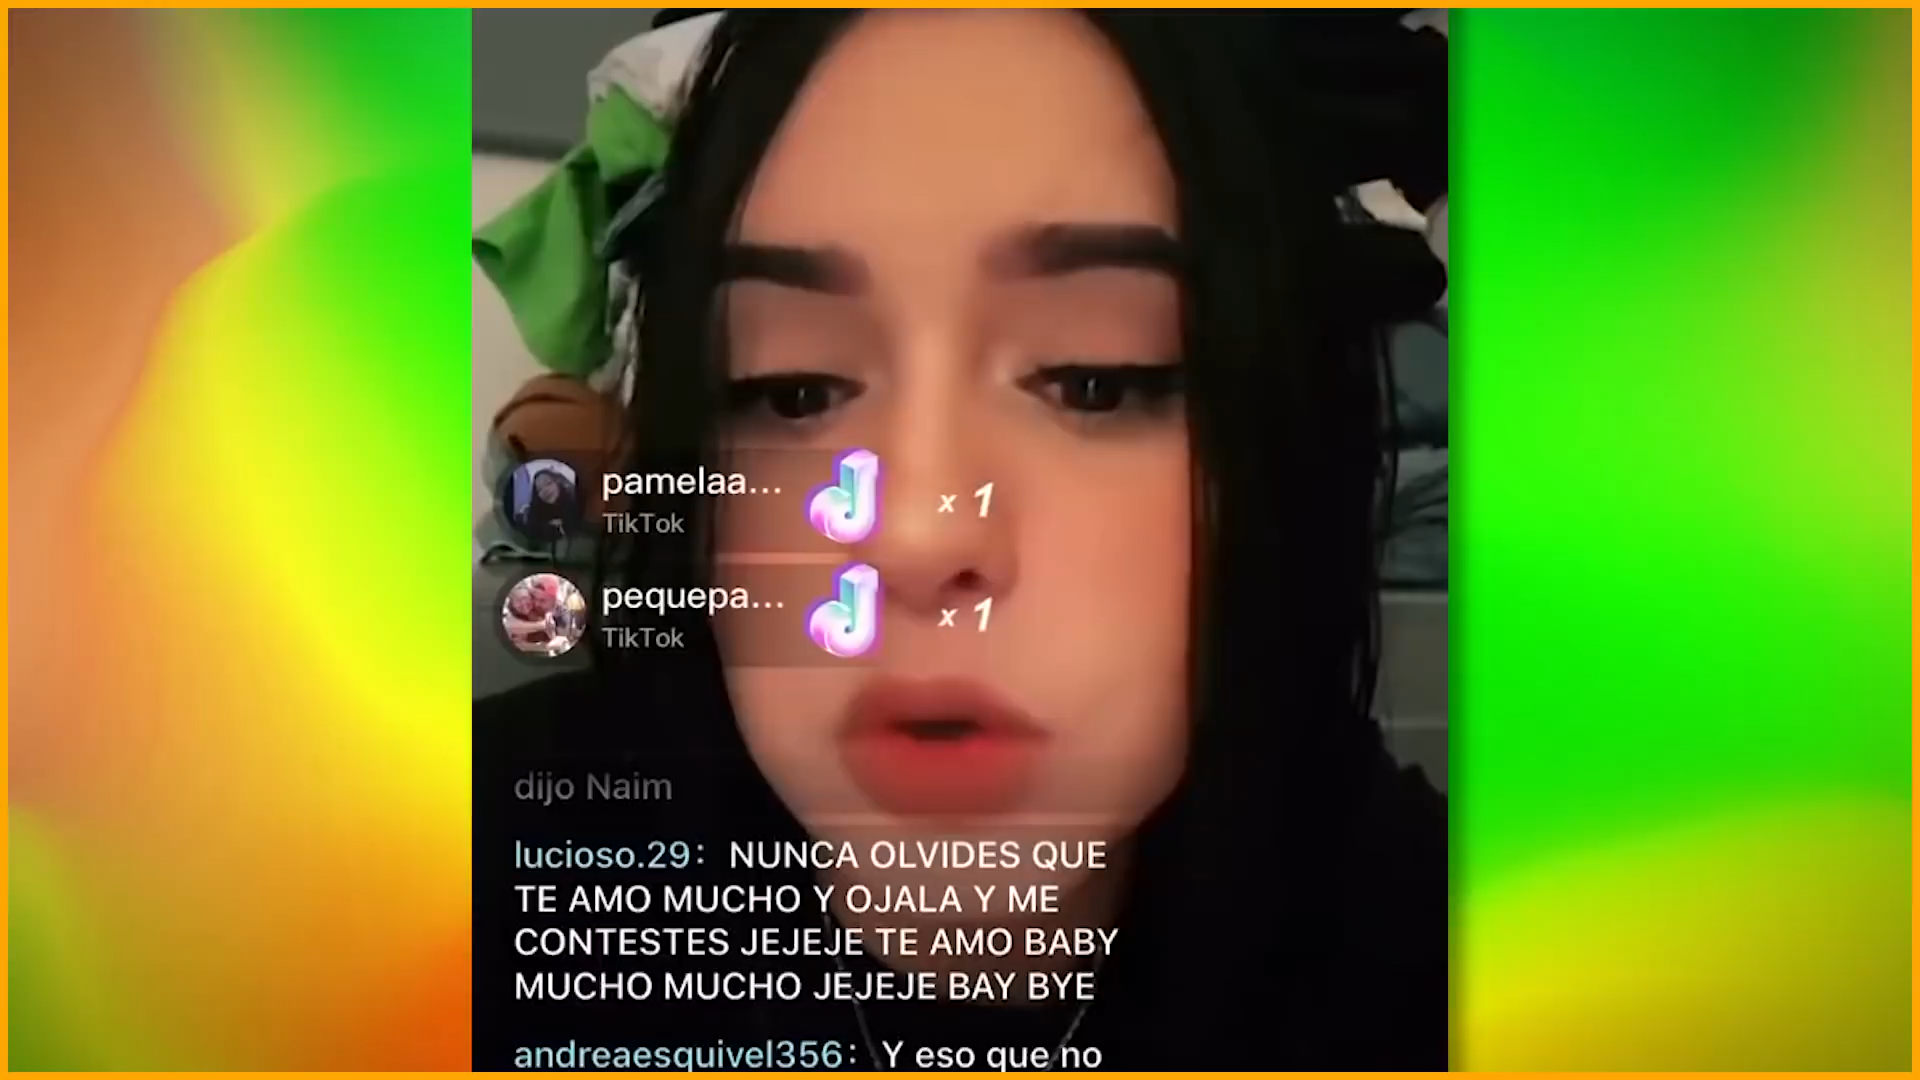 pamelaa...
TikTok
x 1
pequepa...
TikTok
x 1
dijo Naim
lucioso.29: NUNCA OLVIDES QUE
TE AMO MUCHO Y OJALA Y ME
CONTESTES JEJEJE TE AMO BABY
MUCHO MUCHO JEJEJE BAY BYE
andreaesquivel356: Y eso que no